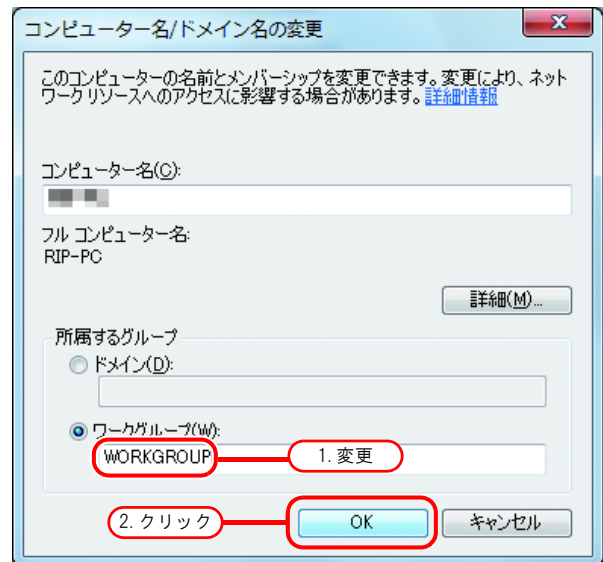 コンピューター名/ドメイン名の変更
このコンピューターの名前とメンバーシップを変更できます。変更により、ネット
ワーク リソースへのアクセスに影響する場合があります。詳細情報
コンピューター名(C):
フル コンピューター名:
RIP-PC
詳細(M)...
所属するグループ
ドメイン(D):
ワークグループ(W):
WORKGROUP
1. 変更
2. クリック
OK
キャンセル